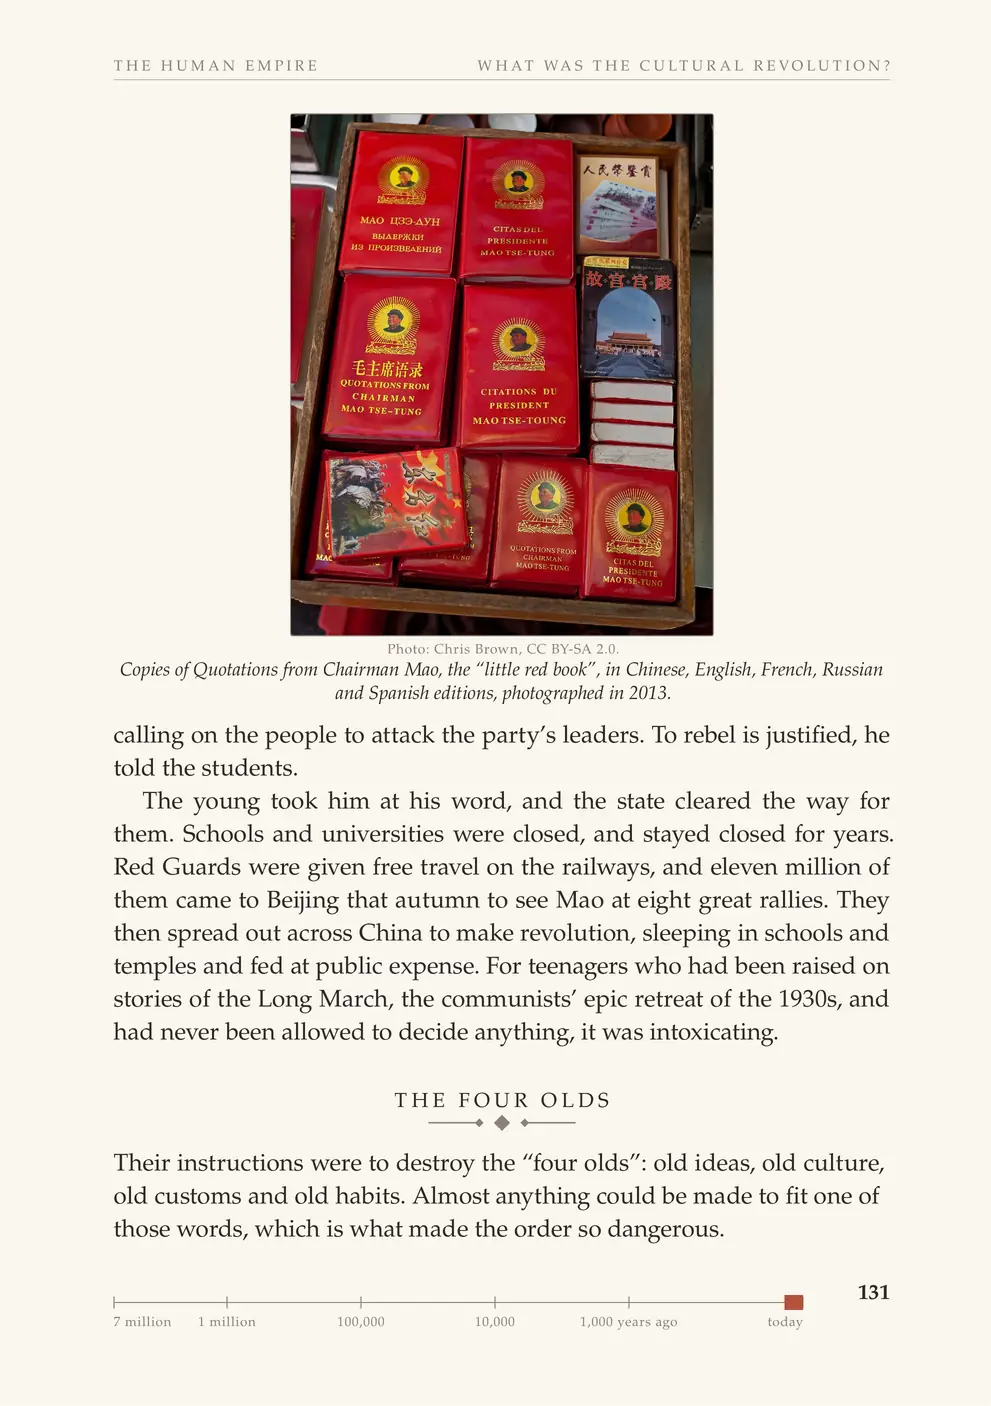 THE HUMAN EMPIRE
WHAT WAS THE CULTURAL REVOLUTION?
МАО ЦЗЭ-ДУН
ВЫДЕРЖКИ
ИЗ ПРОИЗВЕДЕНИЙ
CITAS DEL
PRESIDENTE
MAO TSE-TUNG
人民幣鉴賞
故宫宫殿
毛主席语录
QUOTATIONS FROM
CHAIRMAN
MAO TSE-TUNG
CITATIONS DU
PRESIDENT
MAO TSE-TOUNG
QUOTATIONS FROM
CHAIRMAN
MAO TSE-TUNG
CITAS DEL
PRESIDENTE
MAO TSE-TUNG
Photo: Chris Brown, CC BY-SA 2.0.
Copies of Quotations from Chairman Mao, the “little red book”, in Chinese, English, French, Russian
and Spanish editions, photographed in 2013.
calling on the people to attack the party’s leaders. To rebel is justified, he
told the students.
The young took him at his word, and the state cleared the way for
them. Schools and universities were closed, and stayed closed for years.
Red Guards were given free travel on the railways, and eleven million of
them came to Beijing that autumn to see Mao at eight great rallies. They
then spread out across China to make revolution, sleeping in schools and
temples and fed at public expense. For teenagers who had been raised on
stories of the Long March, the communists’ epic retreat of the 1930s, and
had never been allowed to decide anything, it was intoxicating.
THE FOUR OLDS
Their instructions were to destroy the “four olds”: old ideas, old culture,
old customs and old habits. Almost anything could be made to fit one of
those words, which is what made the order so dangerous.
131
7 million
1 million
100,000
10,000
1,000 years ago
today